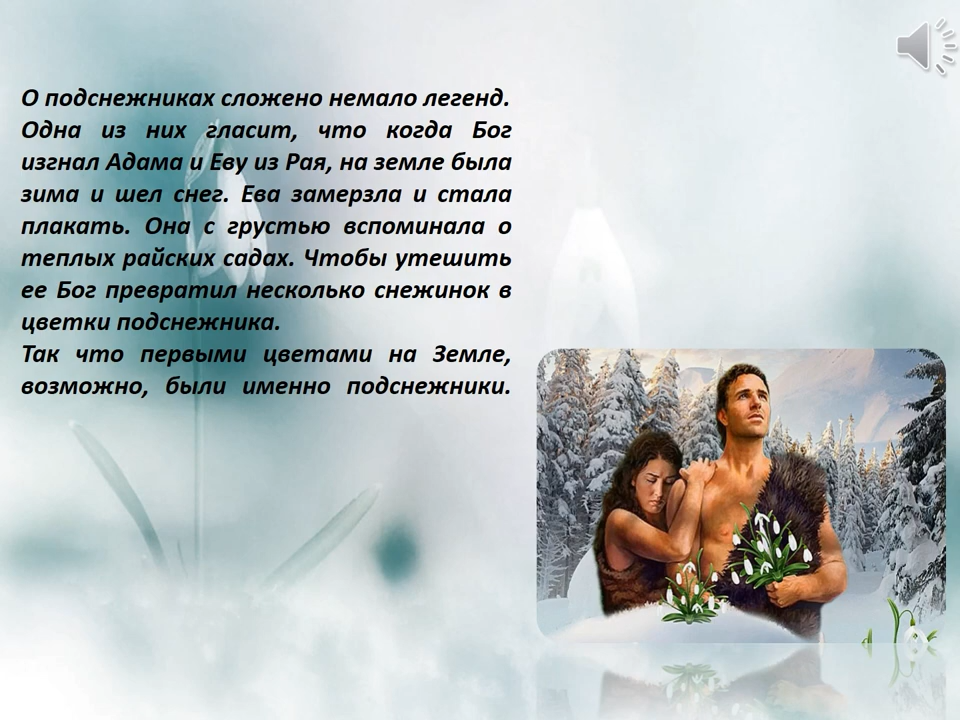 О подснежниках сложено немало легенд.
Одна из них гласит, что когда Бог
изгнал Адама и Еву из Рая, на земле была
зима и шел снег. Ева замерзла и стала
плакать. Она с грустью вспоминала о
теплых райских садах. Чтобы утешить
ее Бог превратил несколько снежинок в
цветки подснежника.
Так что первыми цветами на Земле,
возможно, были именно подснежники.